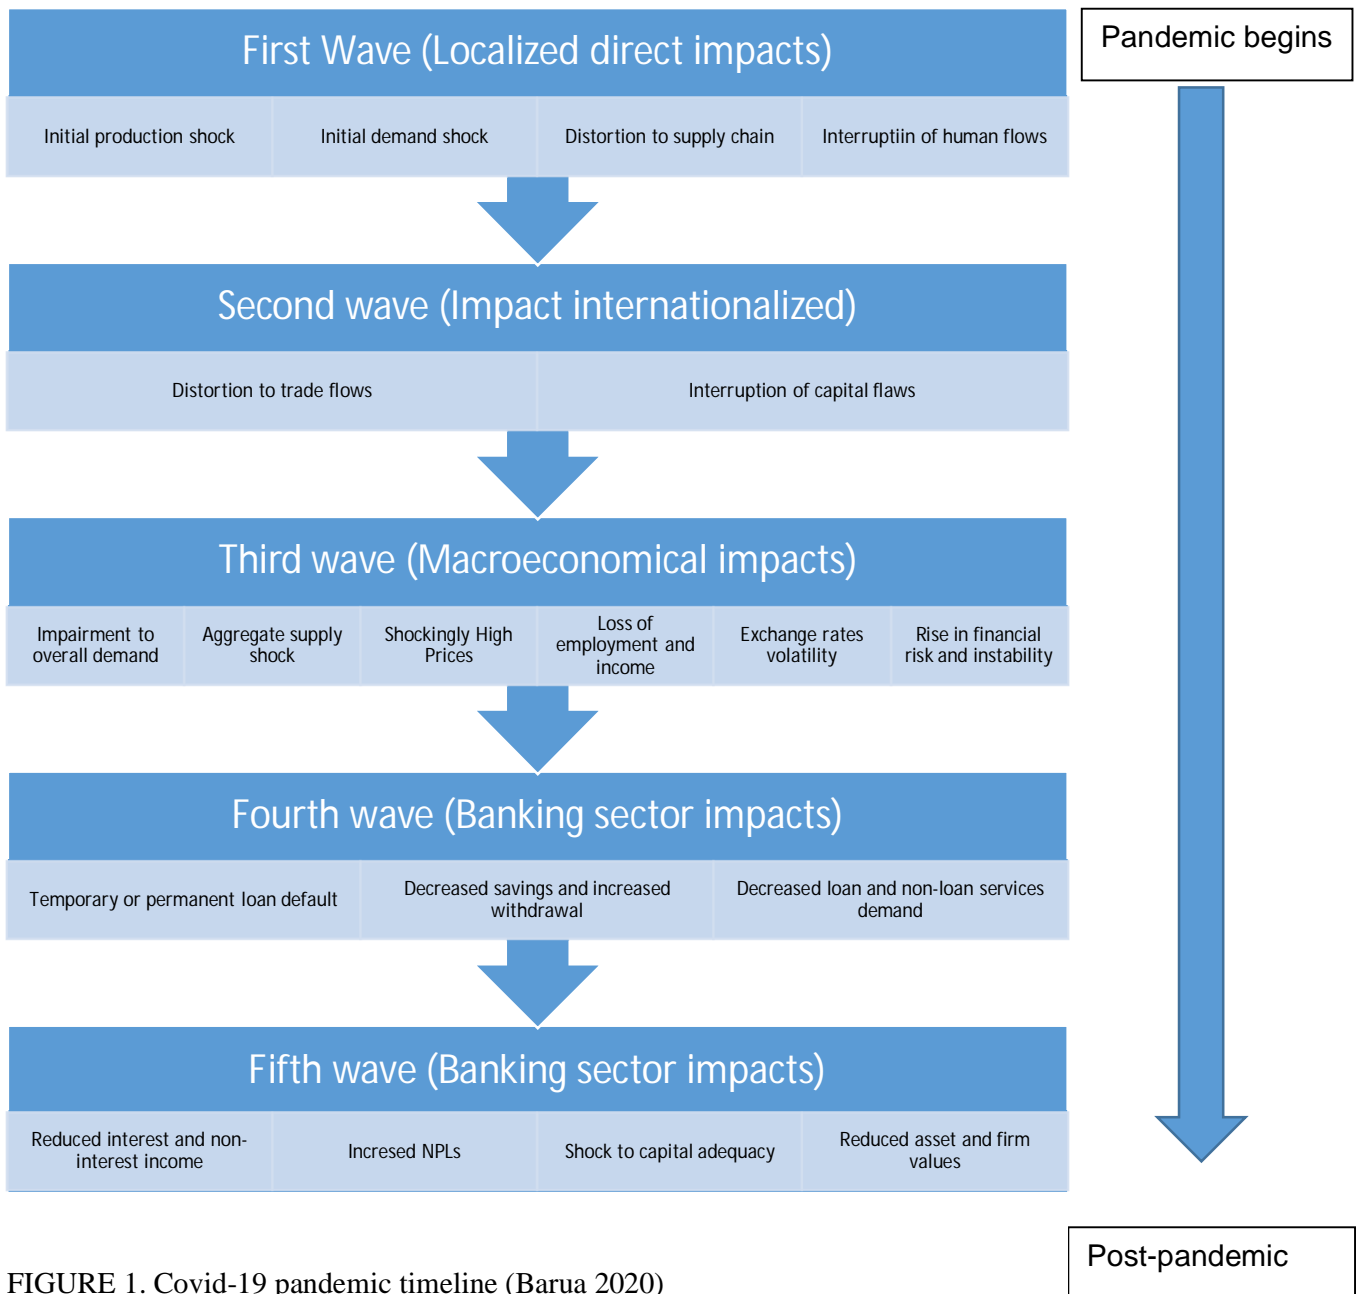 First Wave (Localized direct impacts)
Pandemic begins
Initial production shock
Initial demand shock
Distortion to supply chain
Interruptiin of human flows
Second wave (Impact internationalized)
Distortion to trade flows
Interruption of capital flaws
Third wave (Macroeconomical impacts)
Impairment to
overall demand
Aggregate supply
shock
Shockingly High
Prices
Loss of
employment and
income
Exchange rates
volatility
Rise in financial
risk and instability
Fourth wave (Banking sector impacts)
Temporary or permanent loan default
Decreased savings and increased
withdrawal
Decreased loan and non-loan services
demand
Fifth wave (Banking sector impacts)
Reduced interest and non-
interest income
Incresed NPLs
Shock to capital adequacy
Reduced asset and firm
values
Post-pandemic
FIGURE 1. Covid-19 pandemic timeline (Barua 2020)